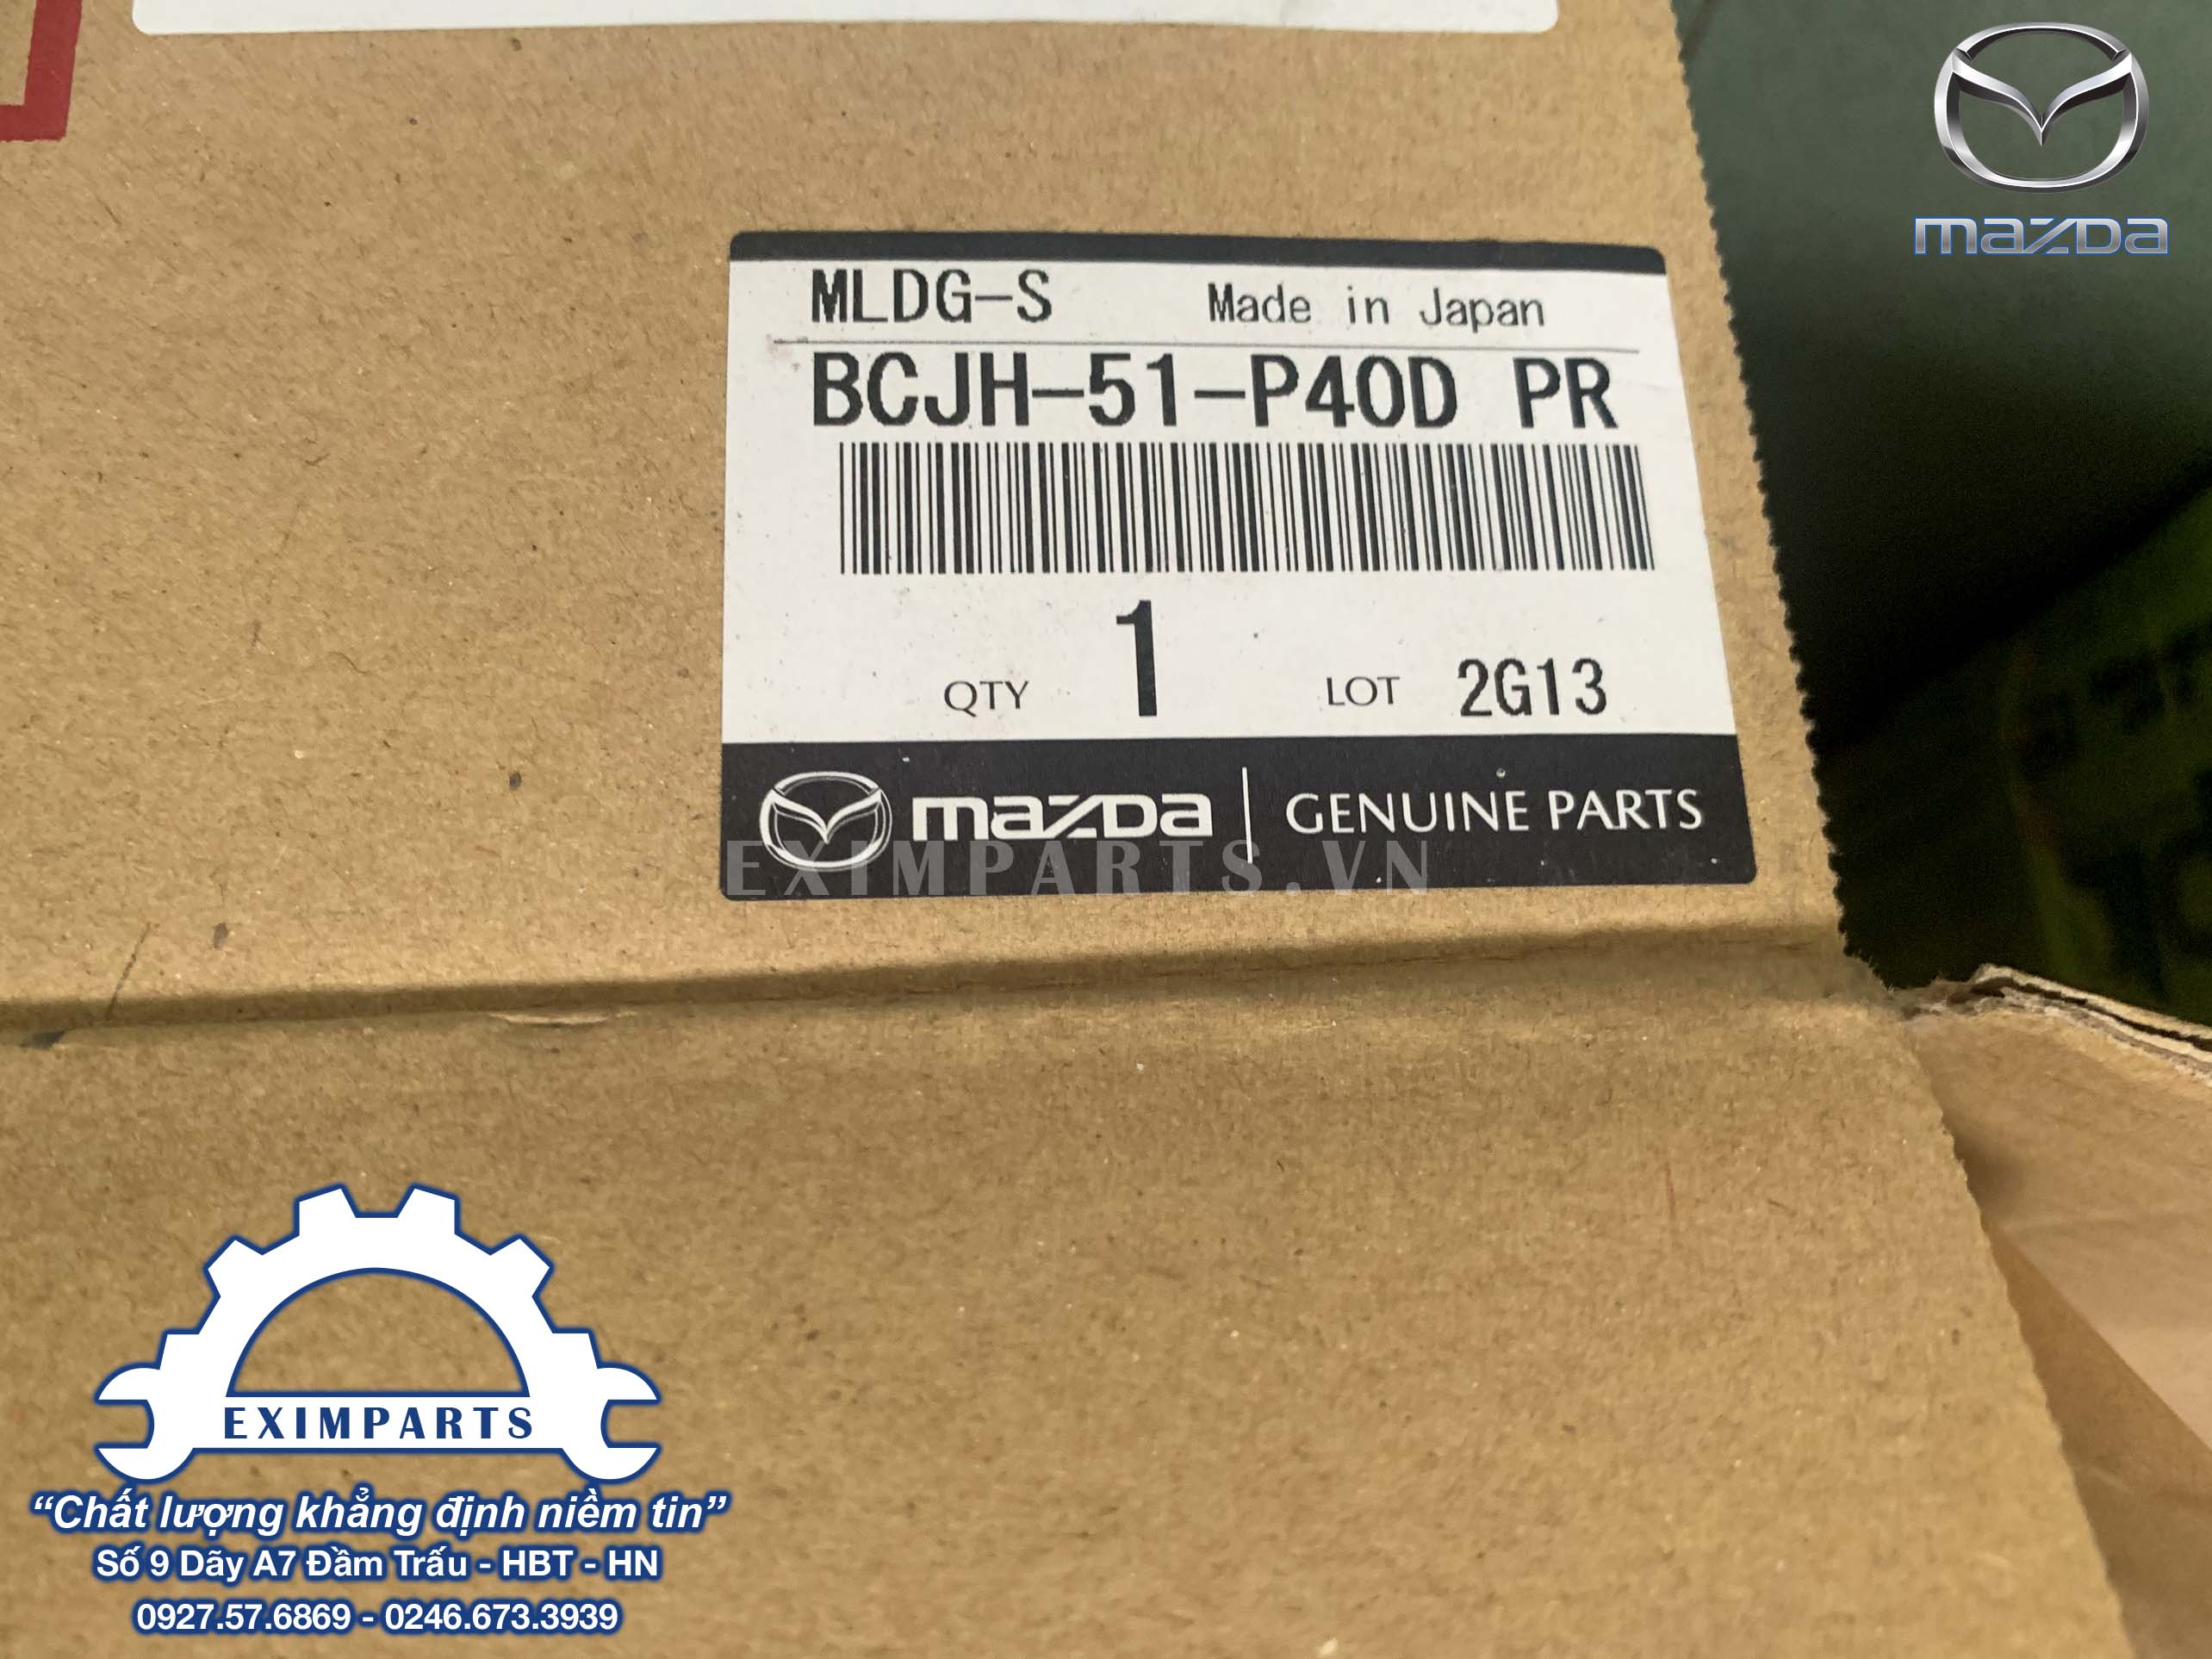 mazda
MLDG-S Made in Japan
BCJH-51-P40D PR
QTY 1 LOT 2G13
mazda GENUINE PARTS
EXIMPARTS.VN
EXIMPARTS
“Chất lượng khẳng định niềm tin”
Số 9 Dãy A7 Đầm Trấu - HBT - HN
0927.57.6869 - 0246.673.3939